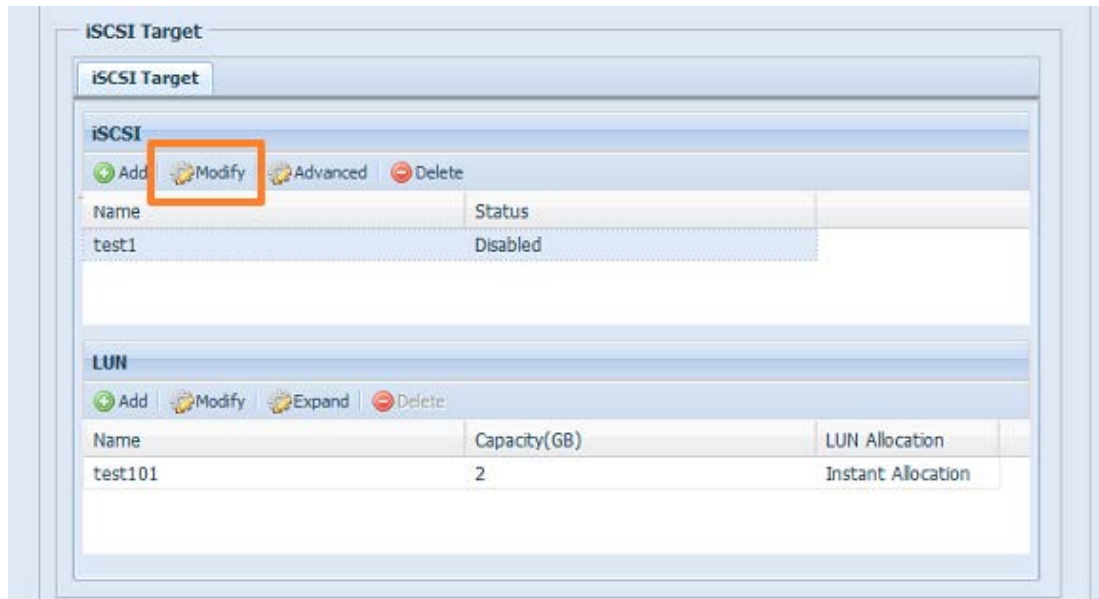 iSCSI Target
iSCSI Target
iSCSI
Add Modify Advanced Delete
Name Status
test1 Disabled
LUN
Add Modify Expand Delete
Name Capacity(GB) LUN Allocation
test101 2 Instant Allocation